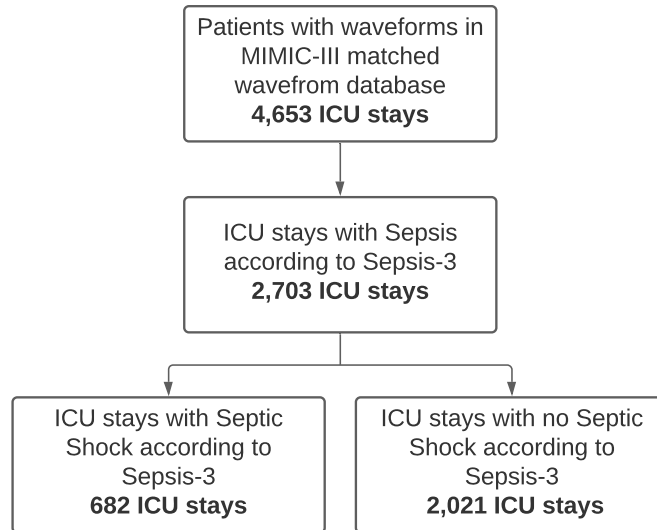 Patients with waveforms in
MIMIC-III matched
wavefrom database
4,653 ICU stays
ICU stays with Sepsis
according to Sepsis-3
2,703 ICU stays
ICU stays with Septic
Shock according to
Sepsis-3
682 ICU stays
ICU stays with no Septic
Shock according to
Sepsis-3
2,021 ICU stays